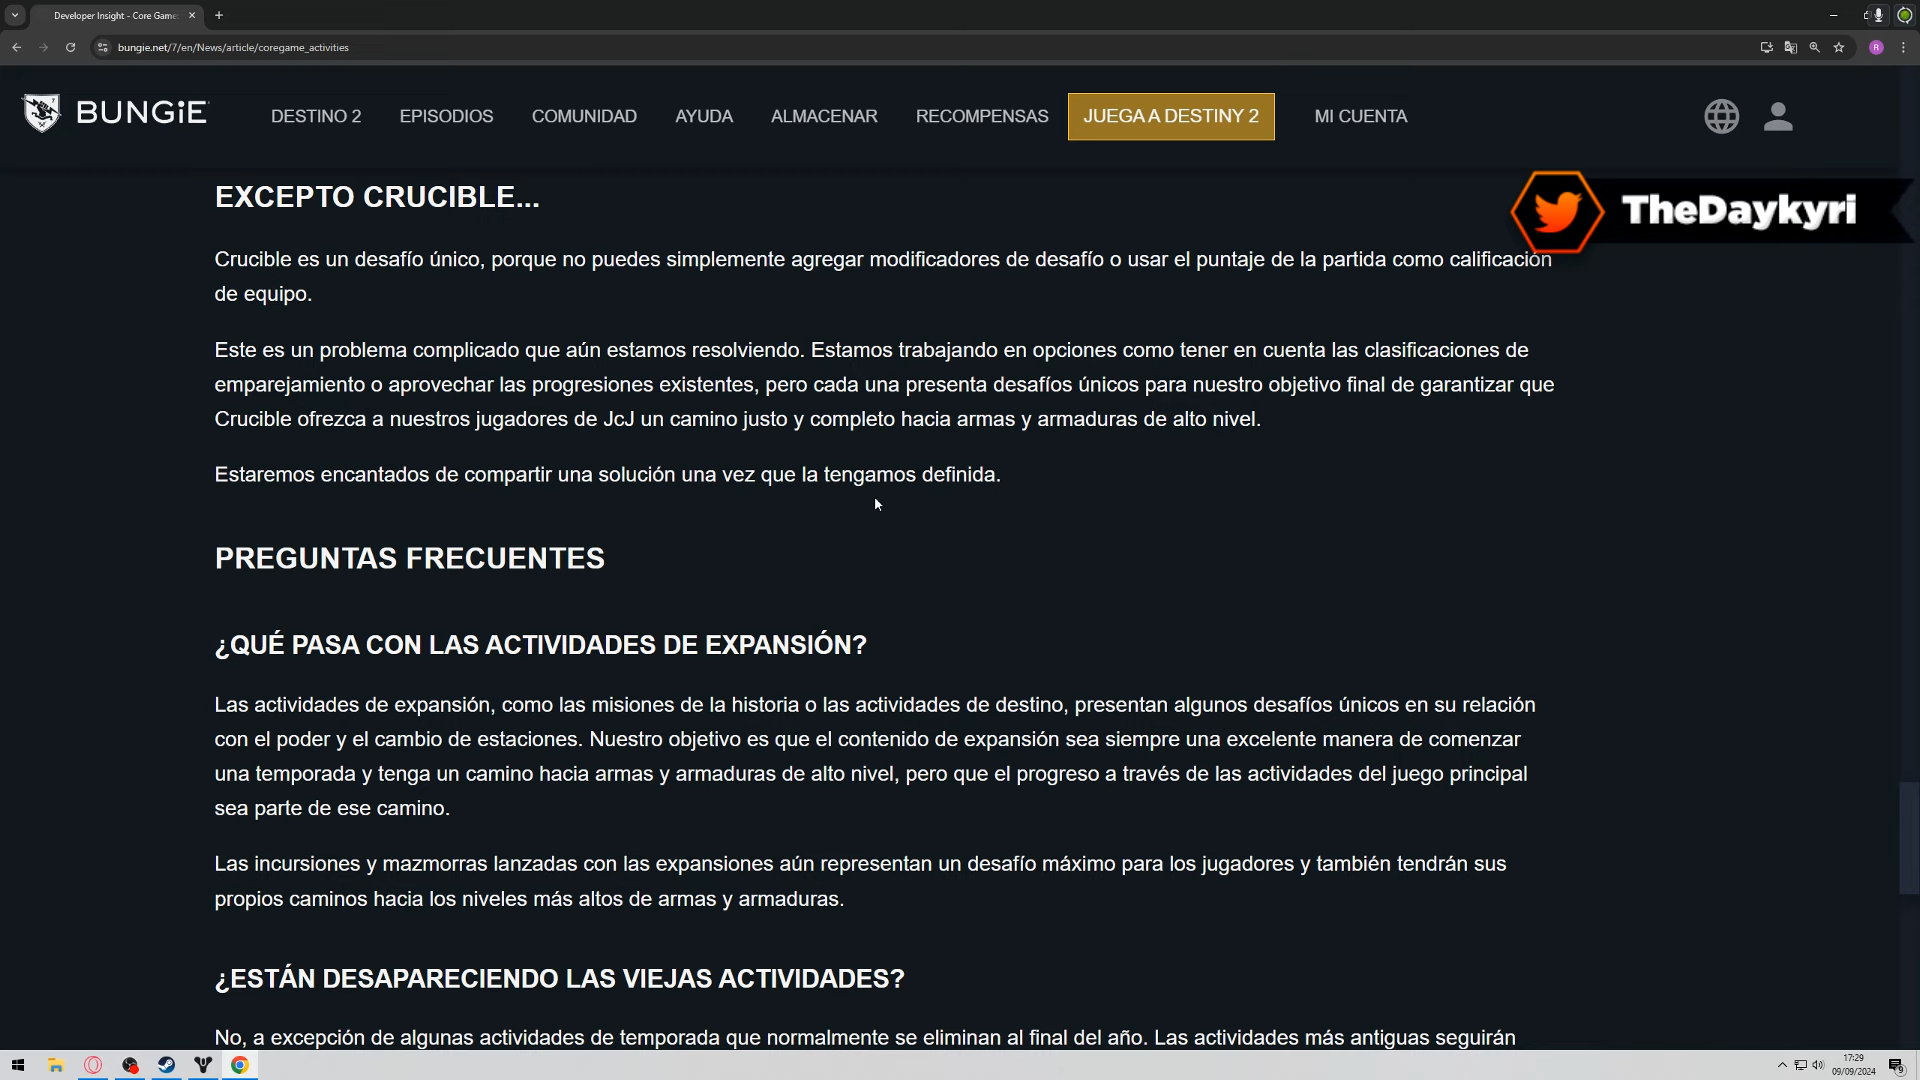 Developer Insight - Core Game
bungie.net/7/en/News/article/coregame_activities
R
BUNGiE
DESTINO 2
EPISODIOS
COMUNIDAD
AYUDA
ALMACENAR
RECOMPENSAS
JUEGA A DESTINY 2
MI CUENTA
TheDaykyri
EXCEPTO CRUCIBLE...
Crucible es un desafío único, porque no puedes simplemente agregar modificadores de desafío o usar el puntaje de la partida como calificación
de equipo.
Este es un problema complicado que aún estamos resolviendo. Estamos trabajando en opciones como tener en cuenta las clasificaciones de
emparejamiento o aprovechar las progresiones existentes, pero cada una presenta desafíos únicos para nuestro objetivo final de garantizar que
Crucible ofrezca a nuestros jugadores de JcJ un camino justo y completo hacia armas y armaduras de alto nivel.
Estaremos encantados de compartir una solución una vez que la tengamos definida.
PREGUNTAS FRECUENTES
¿QUÉ PASA CON LAS ACTIVIDADES DE EXPANSIÓN?
Las actividades de expansión, como las misiones de la historia o las actividades de destino, presentan algunos desafíos únicos en su relación
con el poder y el cambio de estaciones. Nuestro objetivo es que el contenido de expansión sea siempre una excelente manera de comenzar
una temporada y tenga un camino hacia armas y armaduras de alto nivel, pero que el progreso a través de las actividades del juego principal
sea parte de ese camino.
Las incursiones y mazmorras lanzadas con las expansiones aún representan un desafío máximo para los jugadores y también tendrán sus
propios caminos hacia los niveles más altos de armas y armaduras.
¿ESTÁN DESAPARECIENDO LAS VIEJAS ACTIVIDADES?
No, a excepción de algunas actividades de temporada que normalmente se eliminan al final del año. Las actividades más antiguas seguirán
17:29
09/09/2024